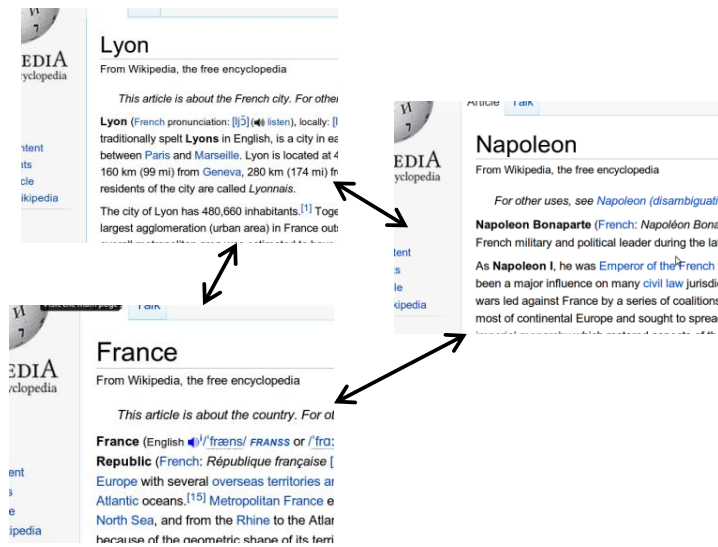 EDIA
yclopedia
ntent
nts
cle
ikipedia
Lyon
From Wikipedia, the free encyclopedia
This article is about the French city. For other
Lyon (French pronunciation: [ljɔ̃] ( listen), locally: [l
traditionally spelt Lyons in English, is a city in ea
between Paris and Marseille. Lyon is located at 4
160 km (99 mi) from Geneva, 280 km (174 mi) fr
residents of the city are called Lyonnais.
The city of Lyon has 480,660 inhabitants.[1] Toge
largest agglomeration (urban area) in France outs
Article Talk
EDIA
yclopedia
tent
s
le
kipedia
Napoleon
From Wikipedia, the free encyclopedia
For other uses, see Napoleon (disambiguati
Napoleon Bonaparte (French: Napoléon Bona
French military and political leader during the la
As Napoleon I, he was Emperor of the French
been a major influence on many civil law jurisdic
wars led against France by a series of coalitions
most of continental Europe and sought to spread
Talk
EDIA
yclopedia
ent
s
e
ipedia
France
From Wikipedia, the free encyclopedia
This article is about the country. For ot
France (English /ˈfræns/ FRANSS or /ˈfrɑː
Republic (French: République française [
Europe with several overseas territories ar
Atlantic oceans.[15] Metropolitan France e
North Sea, and from the Rhine to the Atlar
because of the geometric shape of its terri